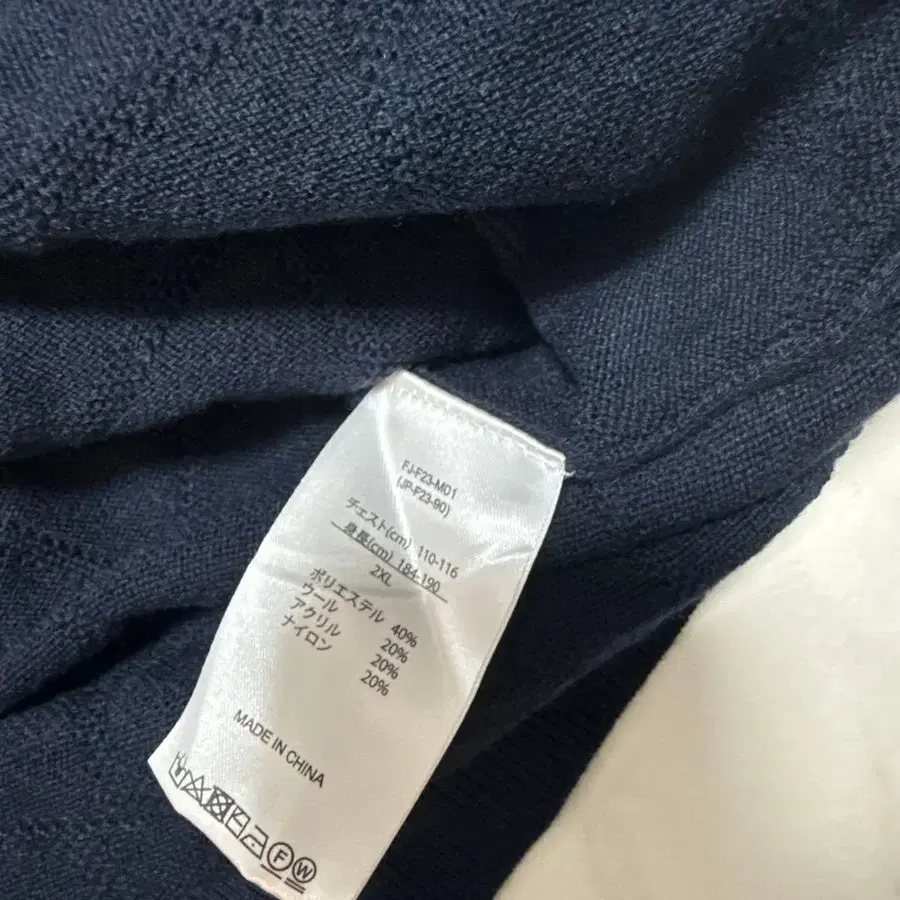 FJ-F23-M01
(JP-F23-90)
チェスト(cm) 110-116
身長(cm) 184-190
2XL
ポリエステル 40%
ウール 20%
アクリル 20%
ナイロン 20%
MADE IN CHINA
F W